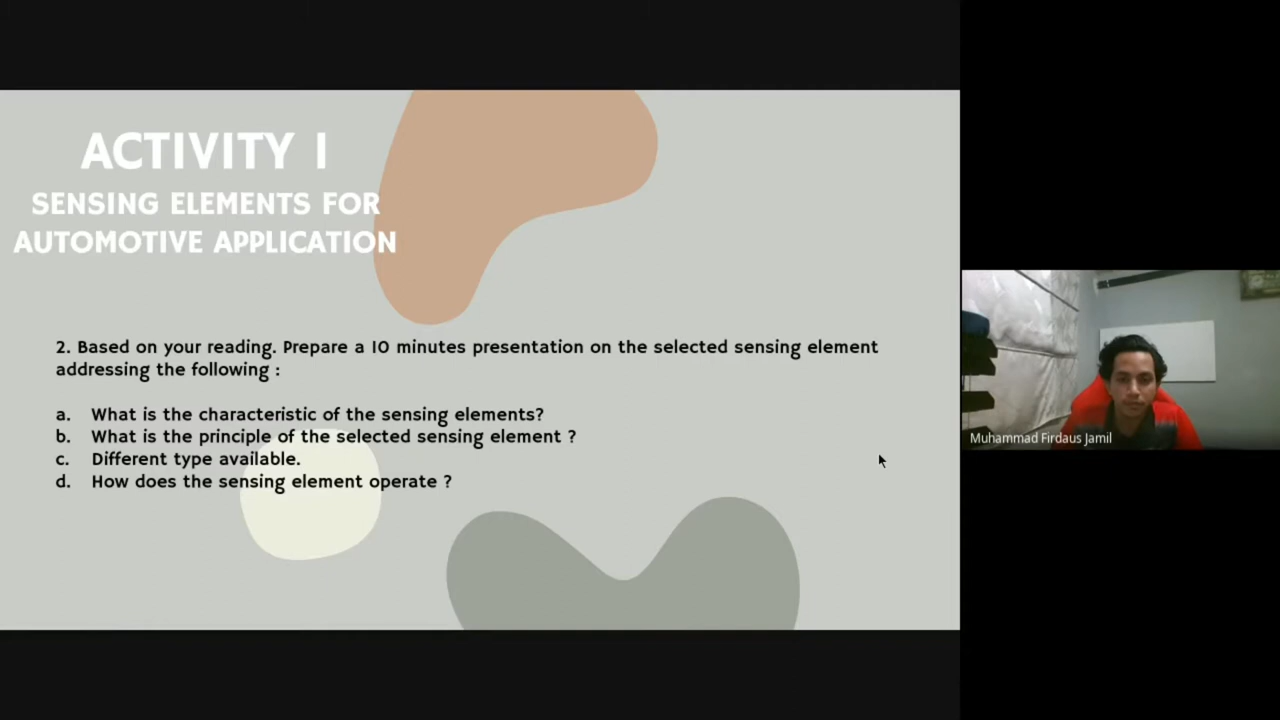 ACTIVITY 1
SENSING ELEMENTS FOR
AUTOMOTIVE APPLICATION
2. Based on your reading. Prepare a 10 minutes presentation on the selected sensing element
addressing the following :
a. What is the characteristic of the sensing elements?
b. What is the principle of the selected sensing element ?
c. Different type available.
d. How does the sensing element operate ?
Muhammad Firdaus Jamil